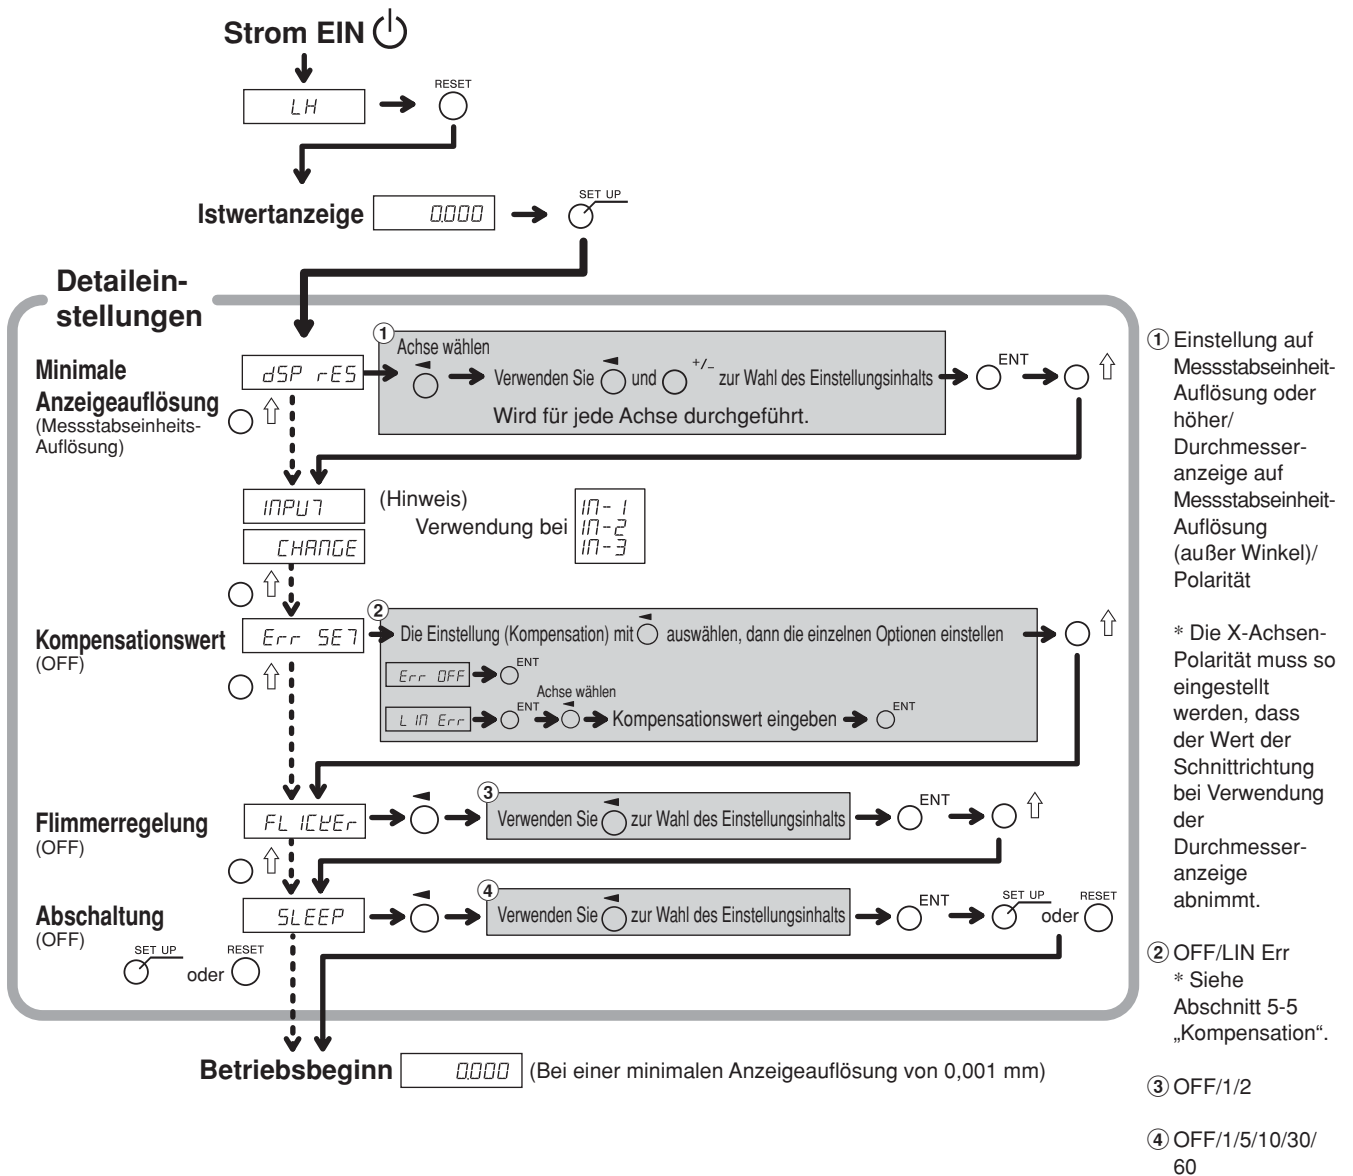 Strom EIN
LH
RESET
Istwertanzeige
0.000
SET UP
Detailein-
stellungen
Minimale
Anzeigeauflösung
(Messstabseinheits-
Auflösung)
dSP rES
1
Achse wählen
Verwenden Sie und +/- zur Wahl des Einstellungsinhalts
Wird für jede Achse durchgeführt.
ENT
INPUT
CHANGE
(Hinweis)
Verwendung bei
IN-1
IN-2
IN-3
Kompensationswert
(OFF)
Err SET
2
Die Einstellung (Kompensation) mit auswählen, dann die einzelnen Optionen einstellen
Err OFF
ENT
LIN Err
ENT
Achse wählen
Kompensationswert eingeben
ENT
Flimmerregelung
(OFF)
FLICKEr
3
Verwenden Sie zur Wahl des Einstellungsinhalts
ENT
Abschaltung
(OFF)
SLEEP
4
Verwenden Sie zur Wahl des Einstellungsinhalts
ENT
SET UP oder RESET
SET UP oder RESET
Betriebsbeginn
0.000
(Bei einer minimalen Anzeigeauflösung von 0,001 mm)
1 Einstellung auf
Messstabseinheit-
Auflösung oder
höher/
Durchmesser-
anzeige auf
Messstabseinheit-
Auflösung
(außer Winkel)/
Polarität
* Die X-Achsen-
Polarität muss so
eingestellt
werden, dass
der Wert der
Schnittrichtung
bei Verwendung
der
Durchmesser-
anzeige
abnimmt.
2 OFF/LIN Err
* Siehe
Abschnitt 5-5
„Kompensation“.
3 OFF/1/2
4 OFF/1/5/10/30/
60